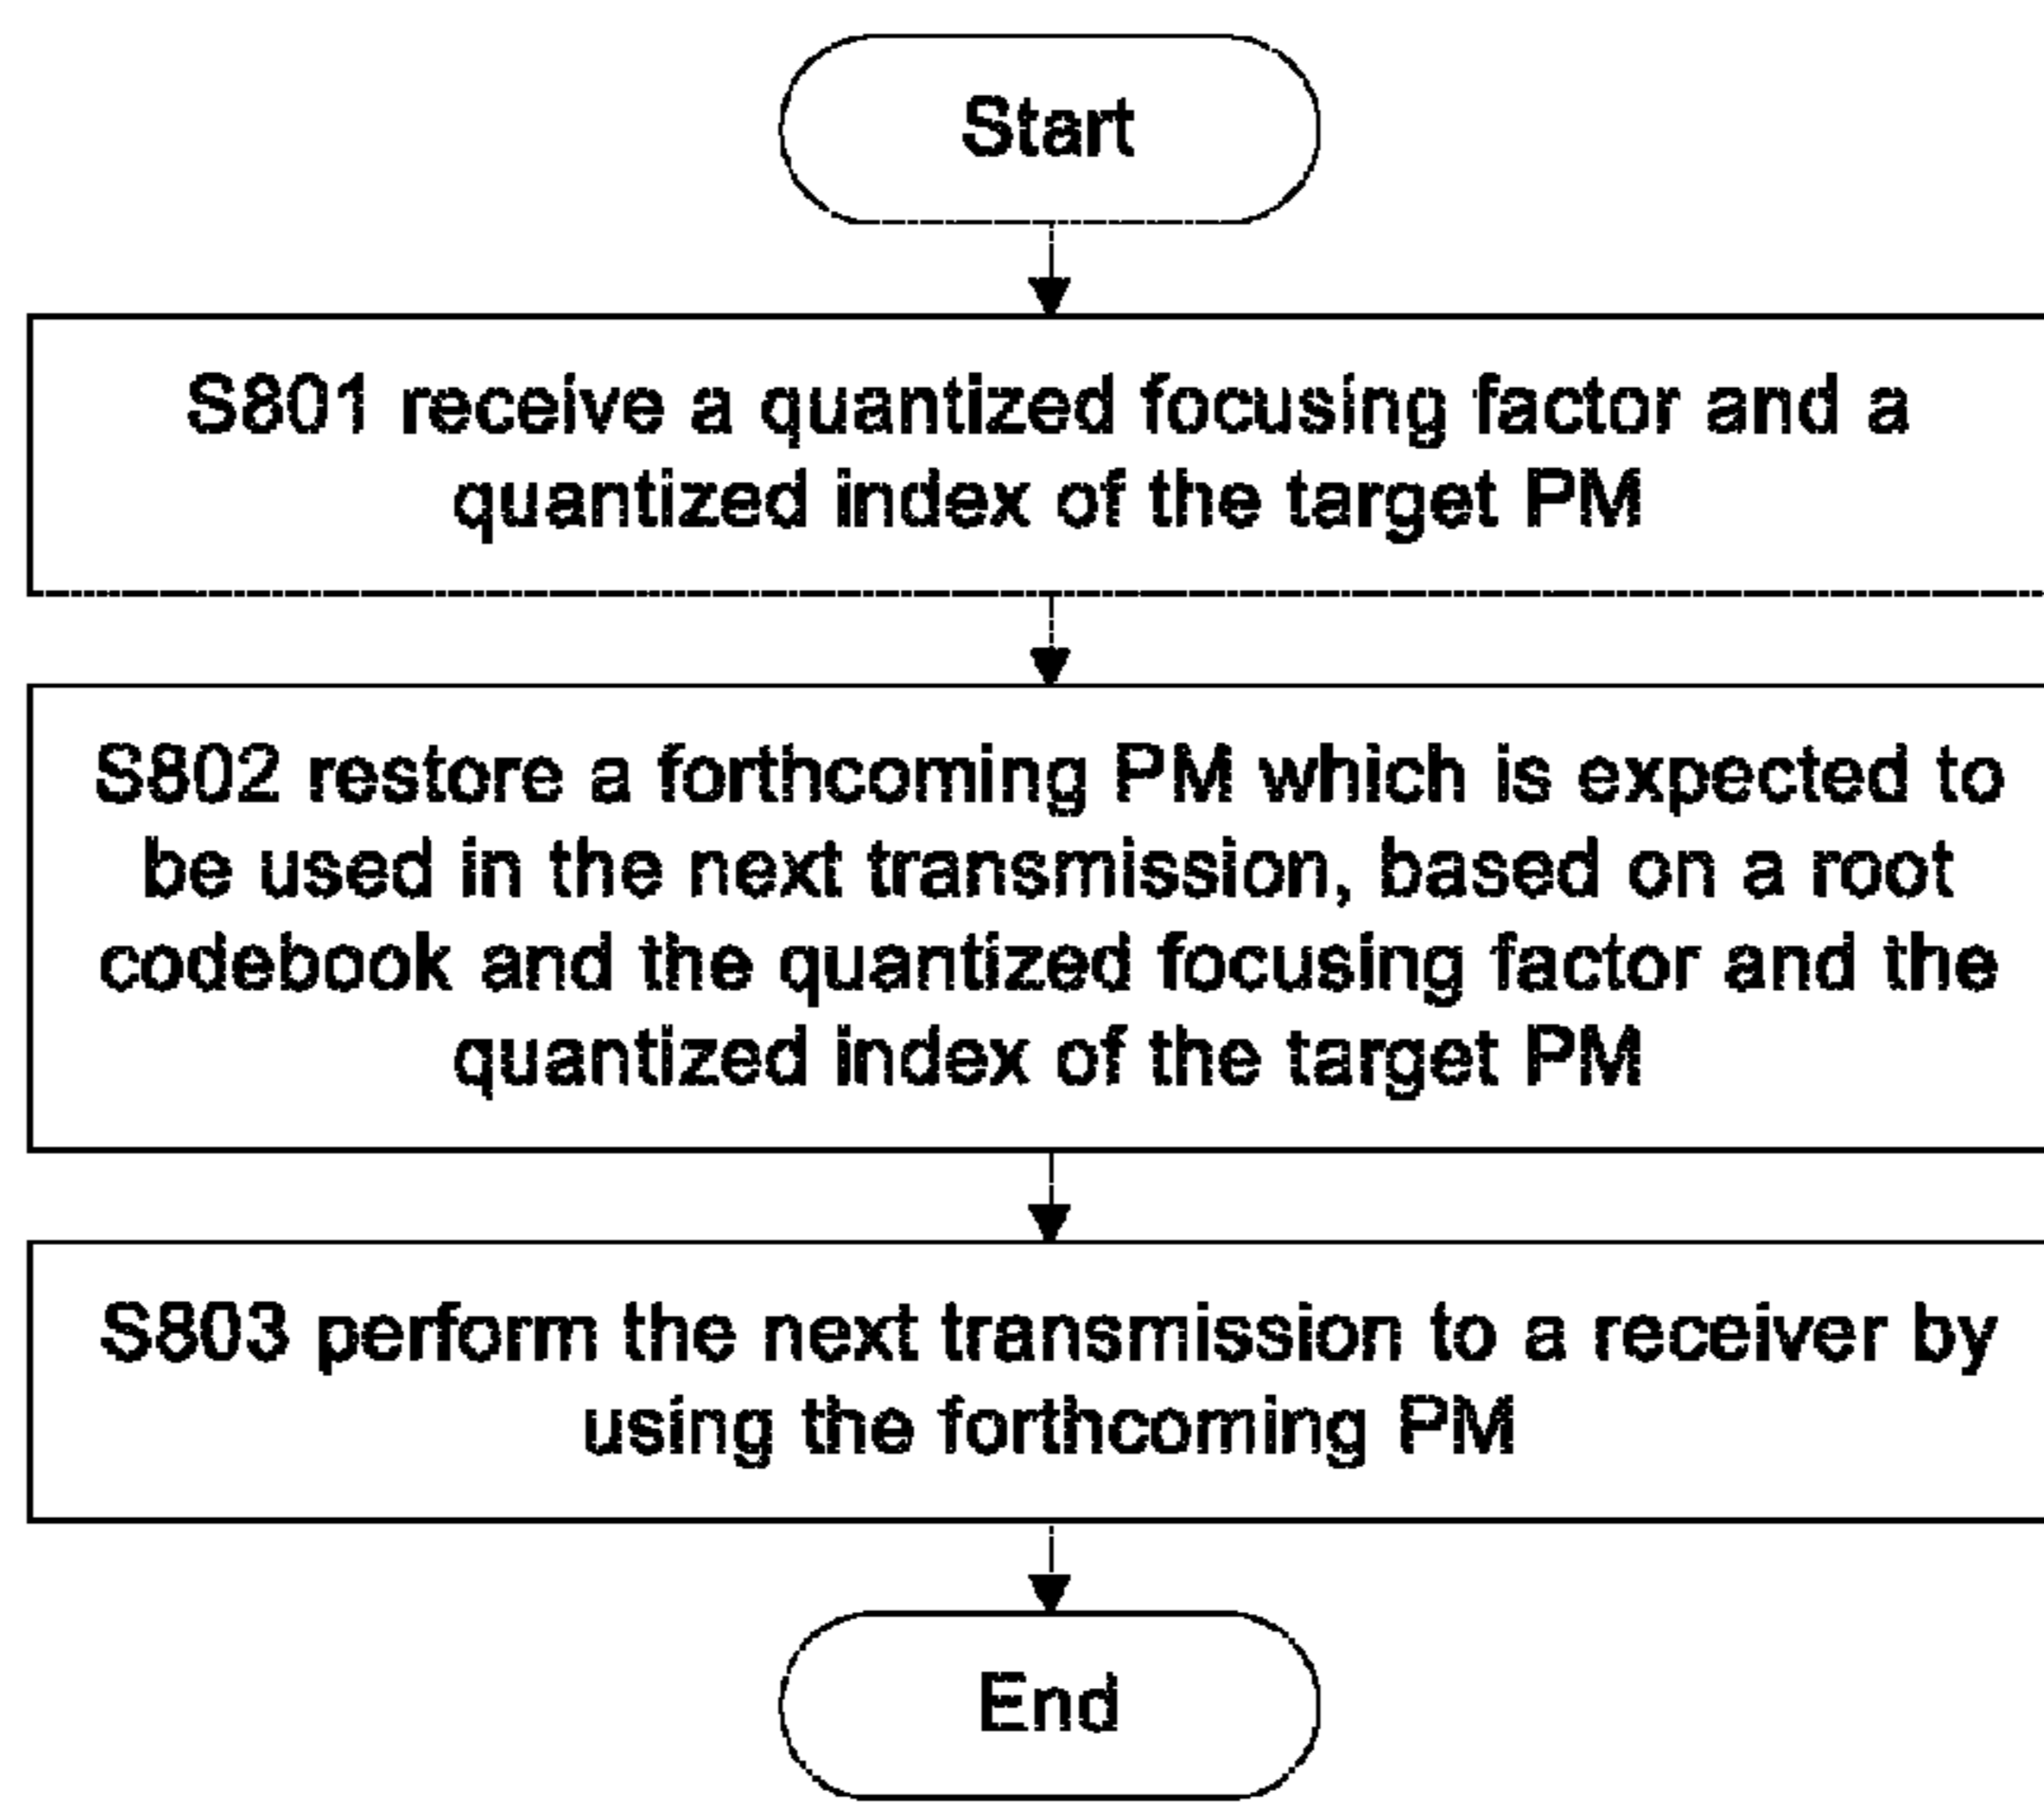 Start
S801 receive a quantized focusing factor and a
quantized index of the target PM
S802 restore a forthcoming PM which is expected to
be used in the next transmission, based on a root
codebook and the quantized focusing factor and the
quantized index of the target PM
S803 perform the next transmission to a receiver by
using the forthcoming PM
End